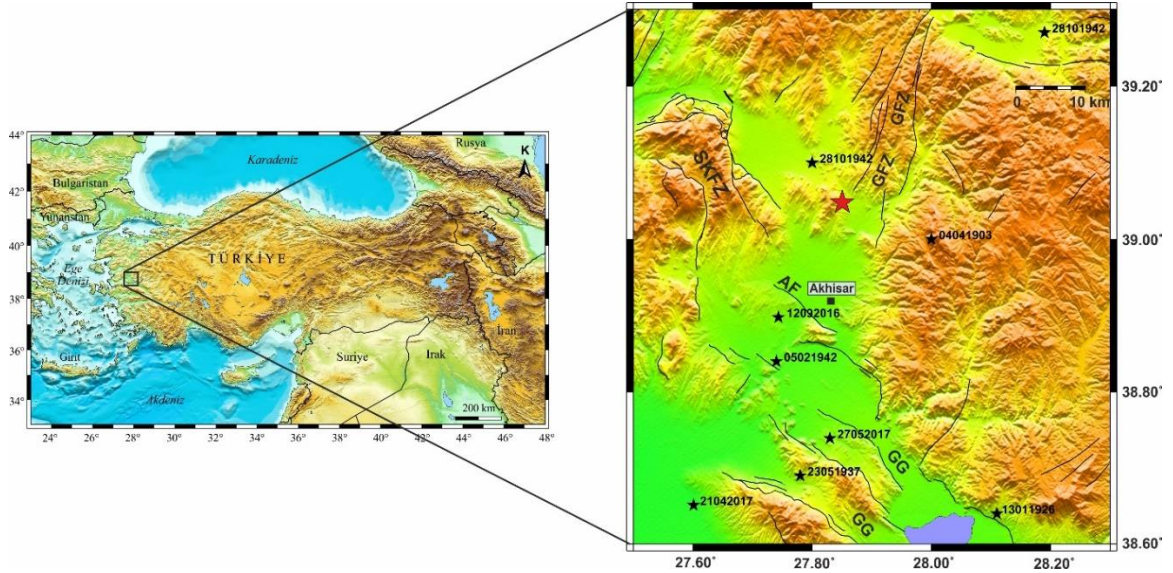 44°
42°
40°
38°
36°
34°
24°
26°
28°
30°
32°
34°
36°
38°
40°
42°
44°
46°
48°
Karadeniz
Rusya
K
Bulgaristan
Yunanistan
TÜRKİYE
Ege
Denizi
İran
Girit
Suriye
Irak
Akdeniz
200 km
28101942
39.20°
0 10 km
GFZ
SKFZ
28101942
GFZ
04041903
39.00°
AF
Akhisar
12092016
05021942
38.80°
27052017
GG
23051937
21042017
13011926
GG
38.60°
27.60°
27.80°
28.00°
28.20°